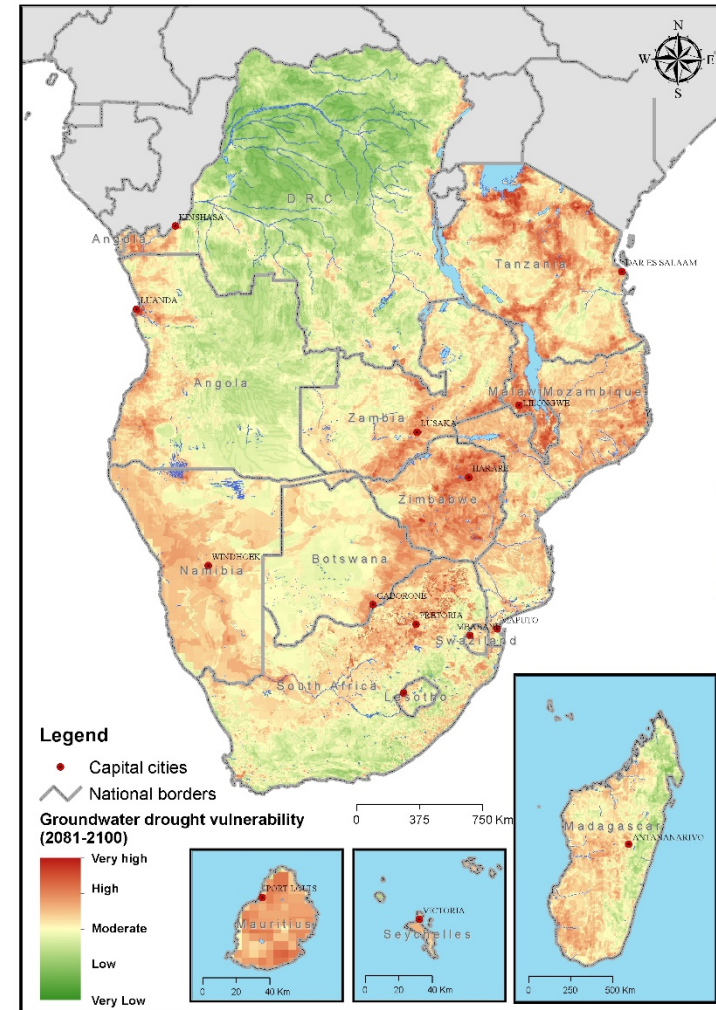 N
W E
S
D R C
KINSHASA
Angola
Tanzania
DAR ES SALAAM
LUANDA
Angola
Malawi
Mozambique
LILONGWE
Zambia
LUSAKA
HARARE
Zimbabwe
Botswana
WINDHOEK
Namibia
GABORONE
PRETORIA
MBABANE
MAPUTO
Swaziland
South Africa
Lesotho
Legend
Capital cities
National borders
Groundwater drought vulnerability
(2081-2100)
Very high
High
Moderate
Low
Very Low
0 375 750 Km
PORT LOUIS
Mauritius
0 20 40 Km
VICTORIA
Seychelles
0 20 40 Km
Madagascar
ANTANANARIVO
0 250 500 Km